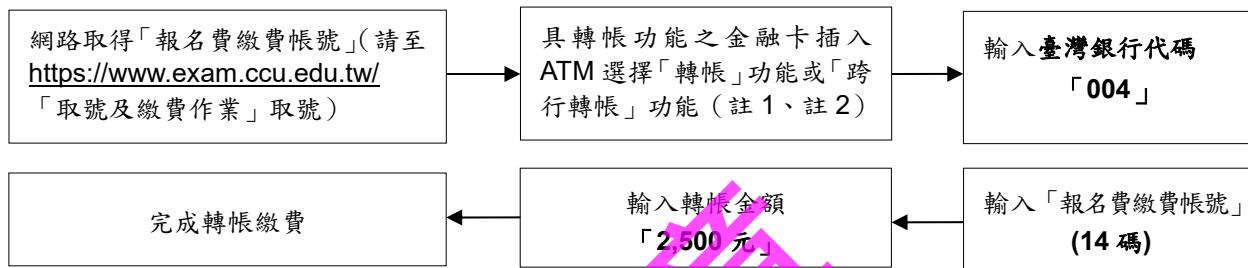 網路取得「報名費繳費帳號」(請至
https://www.exam.ccu.edu.tw/
「取號及繳費作業」取號)
具轉帳功能之金融卡插入
ATM 選擇「轉帳」功能或「跨
行轉帳」功能(註 1、註 2)
輸入臺灣銀行代碼
「004」
輸入「報名費繳費帳號」
(14 碼)
輸入轉帳金額
「2,500 元」
完成轉帳繳費